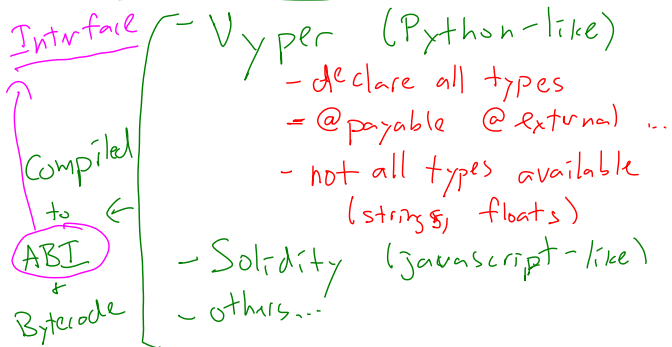 Interface
- Vyper (Python-like)
- declare all types
- @payable @external ...
- not all types available
(strings, floats)
Compiled
to
ABI
+
Bytecode
- Solidity (javascript-like)
- others...